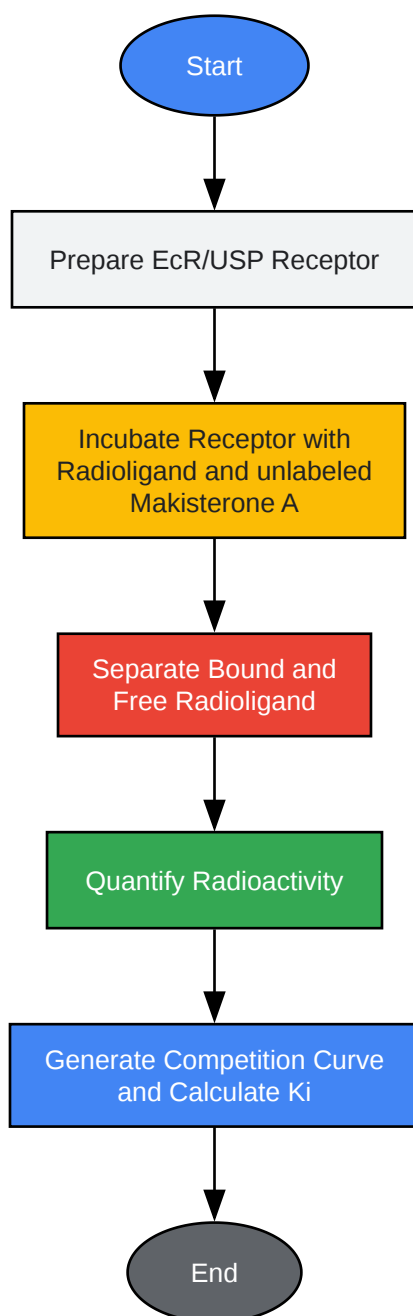 Start
Prepare EcR/USP Receptor
Incubate Receptor with
Radioligand and unlabeled
Makisterone A
Separate Bound and
Free Radioligand
Quantify Radioactivity
Generate Competition Curve
and Calculate Ki
End